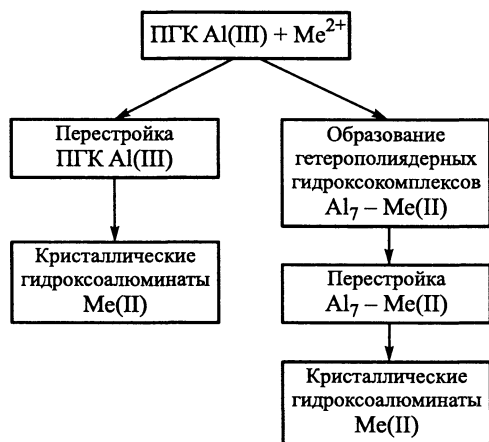 ПГК Al(III) + Me²⁺
Перестройка
ПГК Al(III)
Кристаллические
гидроксоалюминаты
Me(II)
Образование
гетерополиядерных
гидроксокомплексов
Al₇ – Me(II)
Перестройка
Al₇ – Me(II)
Кристаллические
гидроксоалюминаты
Me(II)